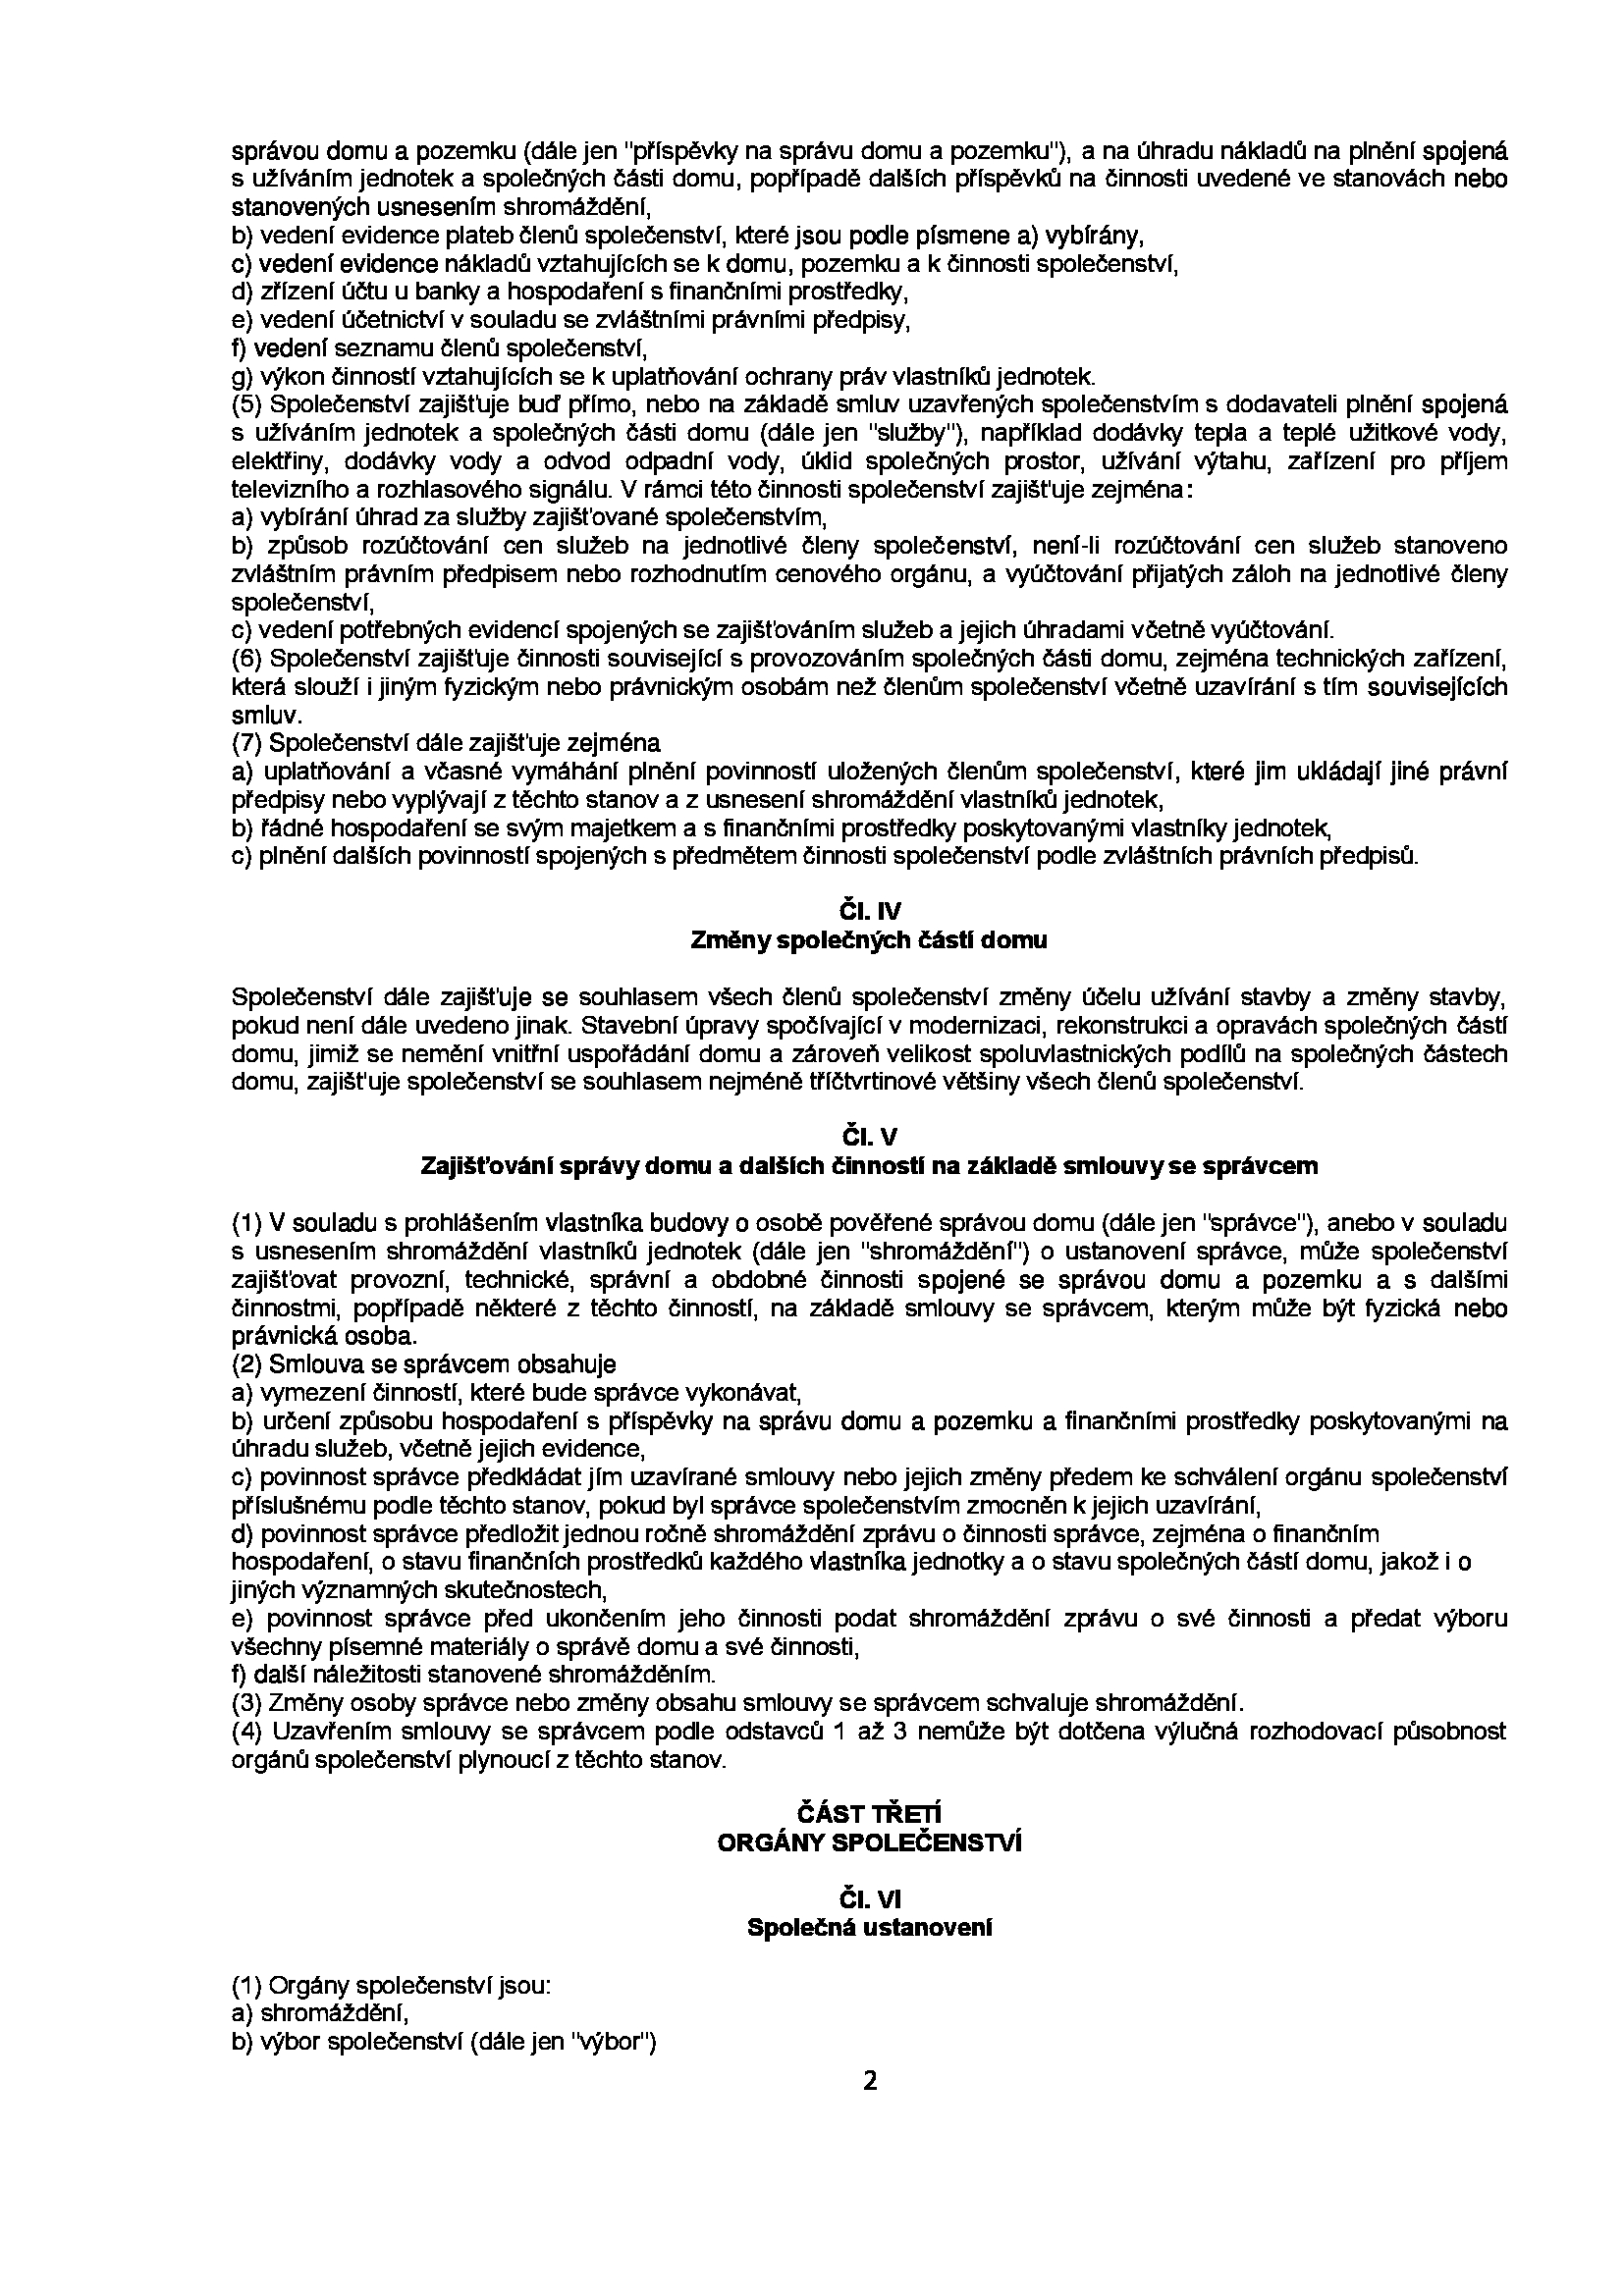 správou domu a pozemku (dále jen "příspěvky na správu domu a pozemku"), a na úhradu nákladů na plnění spojená
s užíváním jednotek a společných části domu, popřípadě dalších příspěvků na činnosti uvedené ve stanovách nebo
stanovených usnesením shromáždění,
b) vedení evidence plateb členů společenství, které jsou podle písmene a) vybírány,
c) vedení evidence nákladů vztahujících se k domu, pozemku a k činnosti společenství,
d) zřízení účtu u banky a hospodaření s finančními prostředky,
e) vedení účetnictví v souladu se zvláštními právními předpisy,
f) vedení seznamu členů společenství,
g) výkon činností vztahujících se k uplatňování ochrany práv vlastníků jednotek.
(5) Společenství zajišťuje buď přímo, nebo na základě smluv uzavřených společenstvím s dodavateli plnění spojená
s užíváním jednotek a společných části domu (dále jen "služby"), například dodávky tepla a teplé užitkové vody,
elektřiny, dodávky vody a odvod odpadní vody, úklid společných prostor, užívání výtahu, zařízení pro příjem
televizního a rozhlasového signálu. V rámci této činnosti společenství zajišťuje zejména:
a) vybírání úhrad za služby zajišťované společenstvím,
b) způsob rozúčtování cen služeb na jednotlivé členy společenství, není-li rozúčtování cen služeb stanoveno
zvláštním právním předpisem nebo rozhodnutím cenového orgánu, a vyúčtování přijatých záloh na jednotlivé členy
společenství,
c) vedení potřebných evidencí spojených se zajišťováním služeb a jejich úhradami včetně vyúčtování.
(6) Společenství zajišťuje činnosti související s provozováním společných části domu, zejména technických zařízení,
která slouží i jiným fyzickým nebo právnickým osobám než členům společenství včetně uzavírání s tím souvisejících
smluv.
(7) Společenství dále zajišťuje zejména
a) uplatňování a včasné vymáhání plnění povinností uložených členům společenství, které jim ukládají jiné právní
předpisy nebo vyplývají z těchto stanov a z usnesení shromáždění vlastníků jednotek,
b) řádné hospodaření se svým majetkem a s finančními prostředky poskytovanými vlastníky jednotek,
c) plnění dalších povinností spojených s předmětem činnosti společenství podle zvláštních právních předpisů.
Čl. IV
Změny společných částí domu
Společenství dále zajišťuje se souhlasem všech členů společenství změny účelu užívání stavby a změny stavby,
pokud není dále uvedeno jinak. Stavební úpravy spočívající v modernizaci, rekonstrukci a opravách společných částí
domu, jimiž se nemění vnitřní uspořádání domu a zároveň velikost spoluvlastnických podílů na společných částech
domu, zajišťuje společenství se souhlasem nejméně tříčtvrtinové většiny všech členů společenství.
Čl. V
Zajišťování správy domu a dalších činností na základě smlouvy se správcem
(1) V souladu s prohlášením vlastníka budovy o osobě pověřené správou domu (dále jen "správce"), anebo v souladu
s usnesením shromáždění vlastníků jednotek (dále jen "shromáždění") o ustanovení správce, může společenství
zajišťovat provozní, technické, správní a obdobné činnosti spojené se správou domu a pozemku a s dalšími
činnostmi, popřípadě některé z těchto činností, na základě smlouvy se správcem, kterým může být fyzická nebo
právnická osoba.
(2) Smlouva se správcem obsahuje
a) vymezení činností, které bude správce vykonávat,
b) určení způsobu hospodaření s příspěvky na správu domu a pozemku a finančními prostředky poskytovanými na
úhradu služeb, včetně jejich evidence,
c) povinnost správce předkládat jím uzavírané smlouvy nebo jejich změny předem ke schválení orgánu společenství
příslušnému podle těchto stanov, pokud byl správce společenstvím zmocněn k jejich uzavírání,
d) povinnost správce předložit jednou ročně shromáždění zprávu o činnosti správce, zejména o finančním
hospodaření, o stavu finančních prostředků každého vlastníka jednotky a o stavu společných částí domu, jakož i o
jiných významných skutečnostech,
e) povinnost správce před ukončením jeho činnosti podat shromáždění zprávu o své činnosti a předat výboru
všechny písemné materiály o správě domu a své činnosti,
f) další náležitosti stanovené shromážděním.
(3) Změny osoby správce nebo změny obsahu smlouvy se správcem schvaluje shromáždění.
(4) Uzavřením smlouvy se správcem podle odstavců 1 až 3 nemůže být dotčena výlučná rozhodovací působnost
orgánů společenství plynoucí z těchto stanov.
ČÁST TŘETÍ
ORGÁNY SPOLEČENSTVÍ
Čl. VI
Společná ustanovení
(1) Orgány společenství jsou:
a) shromáždění,
b) výbor společenství (dále jen "výbor")
2